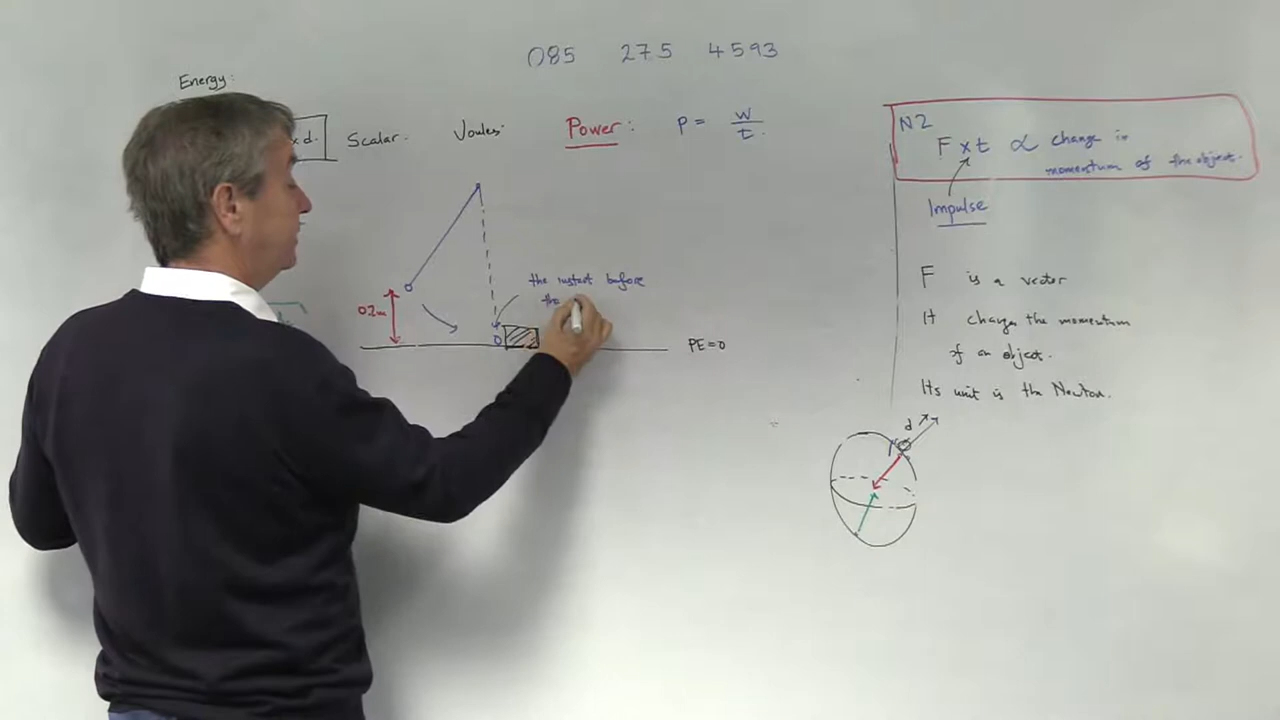 085 275 4593
Energy:
x d. Scalar. Joules. Power: P = W/t.
N2
F x t ∝ change in
momentum of the object.
Impulse
the instant before
the
0.2m
PE=0
F is a vector
It changes the momentum
of an object.
Its unit is the Newton.
d